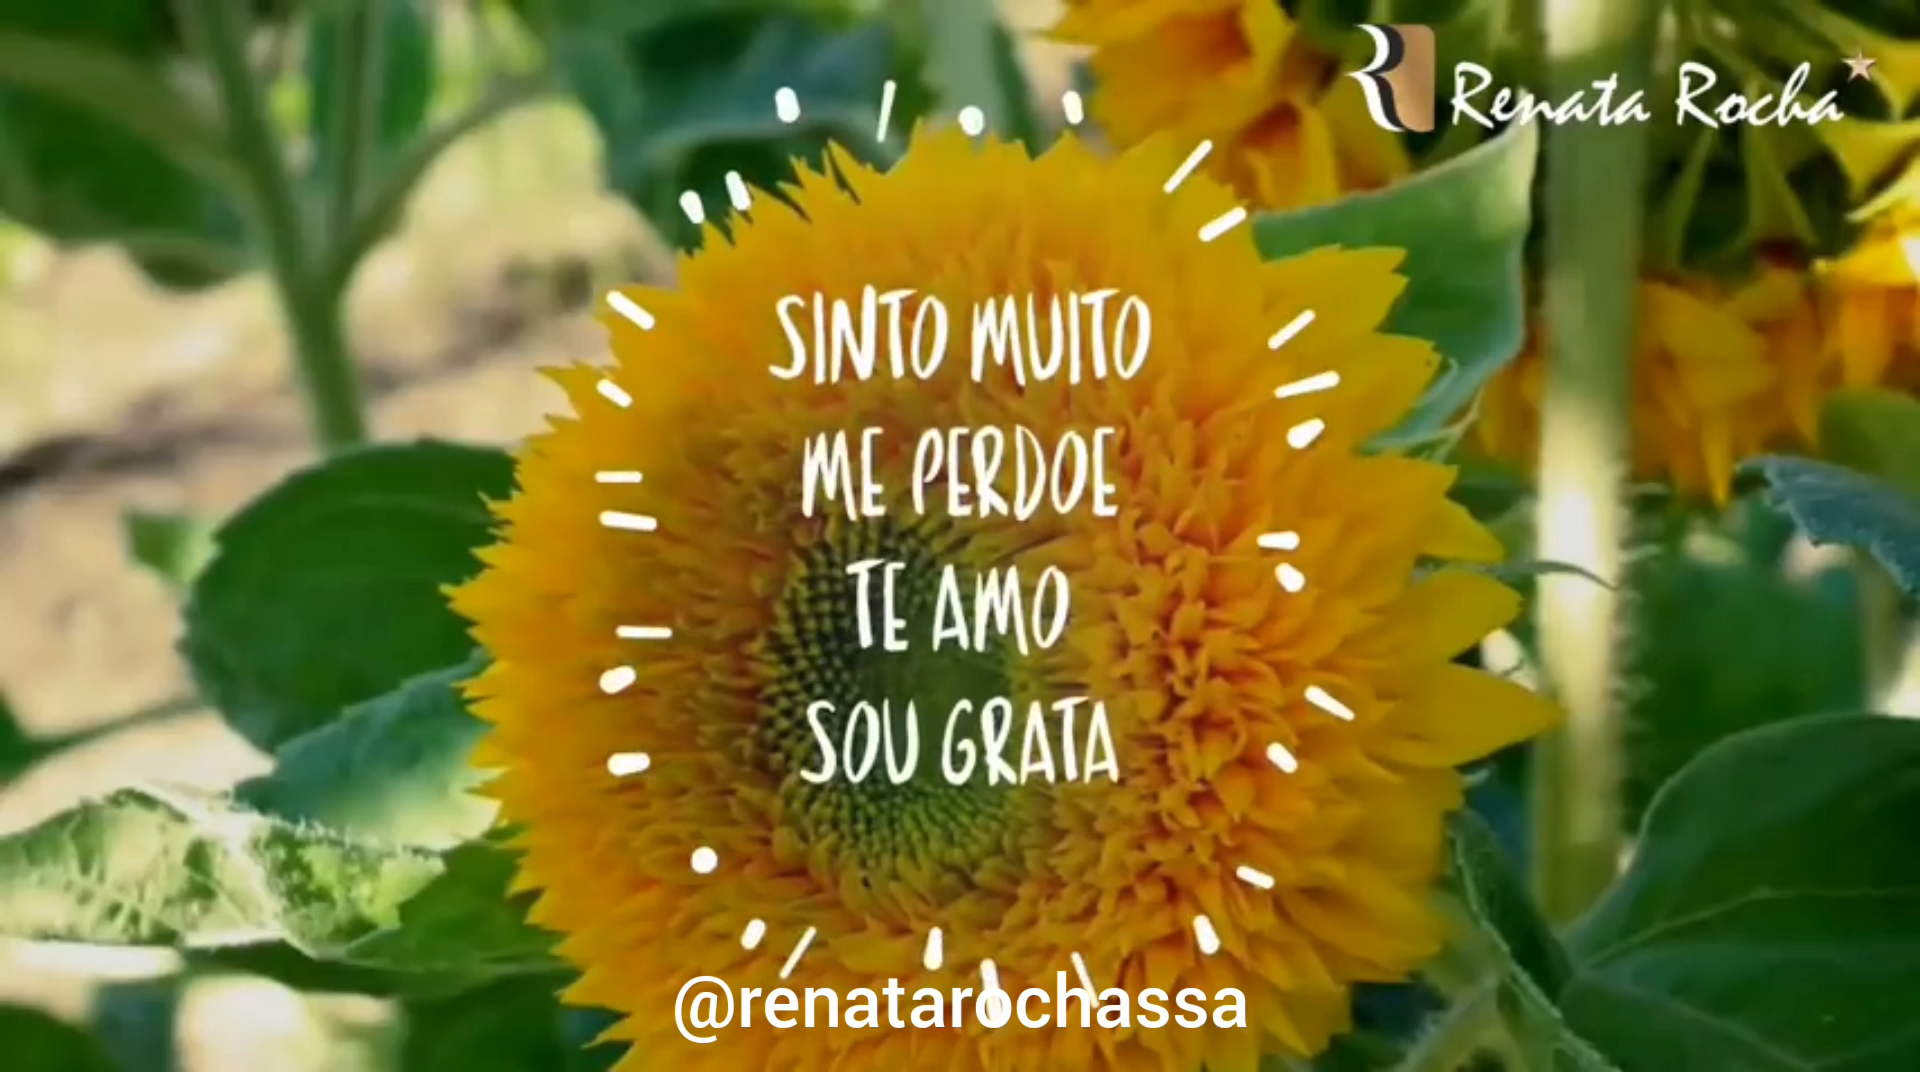 Renata Rocha
SINTO MUITO
ME PERDOE
TE AMO
SOU GRATA
@renatarochassa